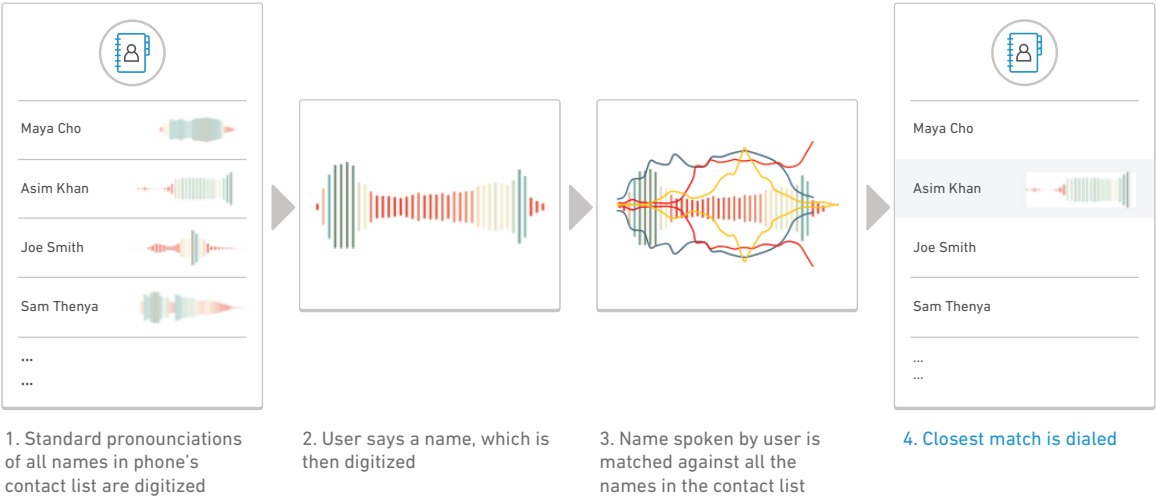 Maya Cho
Asim Khan
Joe Smith
Sam Thenya
...
...
Maya Cho
Asim Khan
Joe Smith
Sam Thenya
...
...
1. Standard pronounciations
of all names in phone's
contact list are digitized
2. User says a name, which is
then digitized
3. Name spoken by user is
matched against all the
names in the contact list
4. Closest match is dialed